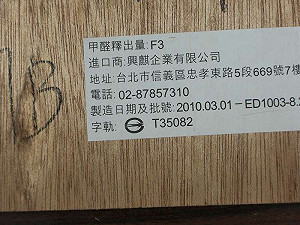 甲醛釋出量:F3
進口商:興麒企業有限公司
地址:台北市信義區忠孝東路5段669號7樓
電話:02-87857310
製造日期及批號:2010.03.01-ED1003-8.2
字軌: T35082
B